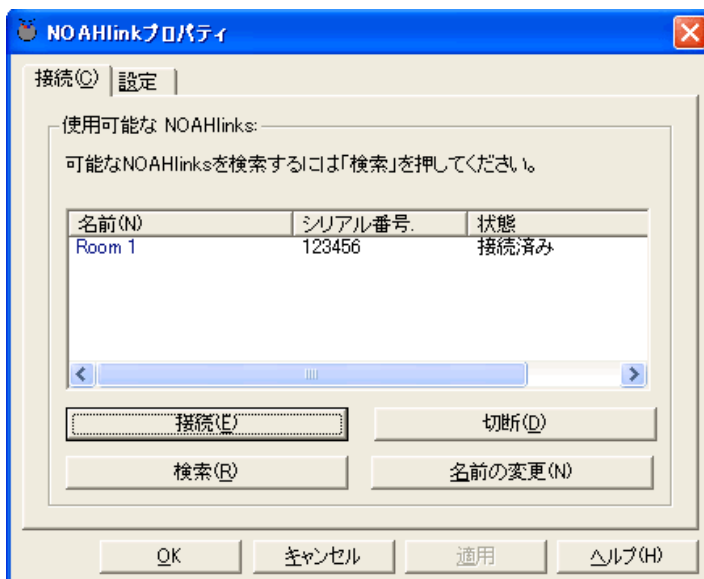 NOAHlinkプロパティ
接続(C) 設定
使用可能な NOAHlinks:
可能なNOAHlinksを検索するには「検索」を押してください。
名前(N) シリアル番号. 状態
Room 1 123456 接続済み
接続(E) 切断(D)
検索(R) 名前の変更(N)
OK キャンセル 適用 ヘルプ(H)